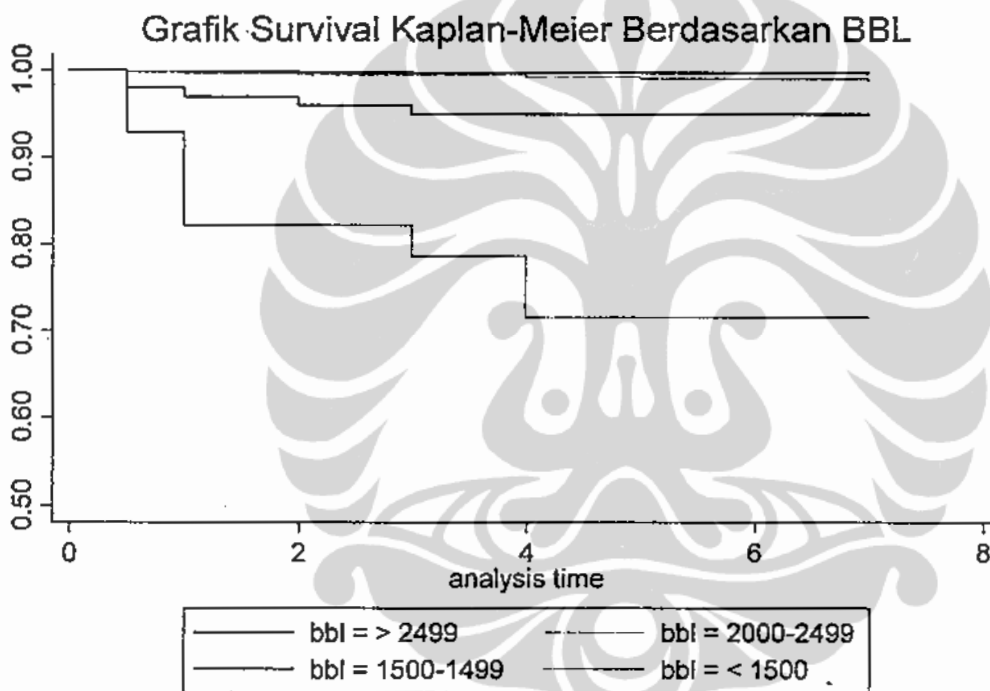 Grafik Survival Kaplan-Meier Berdasarkan BBL
1.00
0.90
0.80
0.70
0.60
0.50
0 2 4 6 8
analysis time
bbl = > 2499 bbl = 2000-2499
bbl = 1500-1499 bbl = < 1500